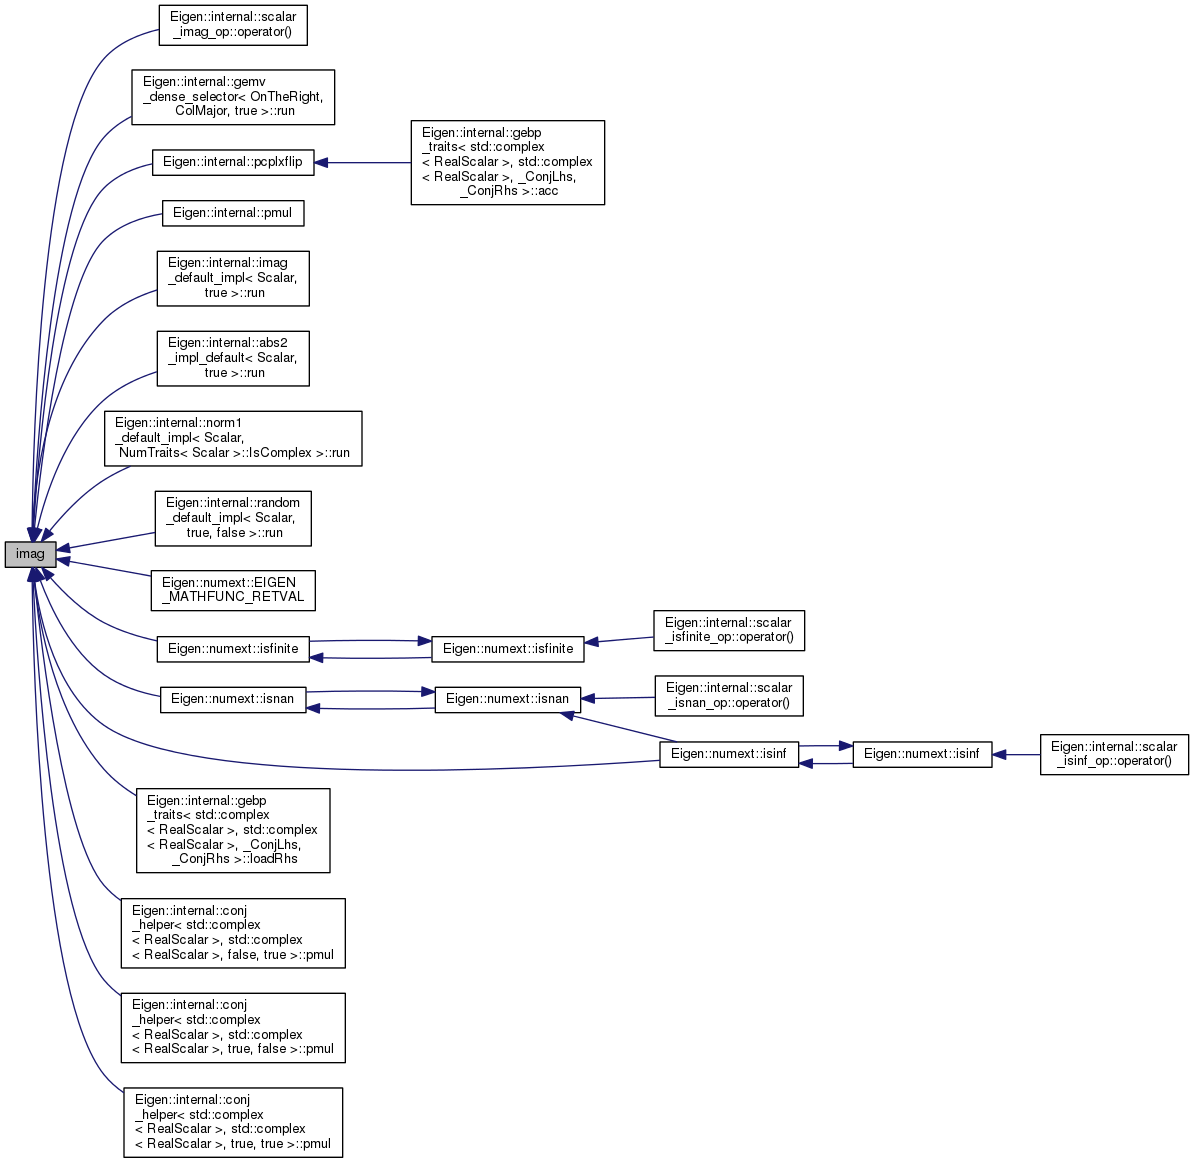 Eigen::internal::scalar
_imag_op::operator()
Eigen::internal::gemv
_dense_selector< OnTheRight,
ColMajor, true >::run
Eigen::internal::gebp
_traits< std::complex
< RealScalar >, std::complex
< RealScalar >, _ConjLhs,
_ConjRhs >::acc
Eigen::internal::pcplxflip
Eigen::internal::pmul
Eigen::internal::imag
_default_impl< Scalar,
true >::run
Eigen::internal::abs2
_impl_default< Scalar,
true >::run
Eigen::internal::norm1
_default_impl< Scalar,
NumTraits< Scalar >::IsComplex >::run
Eigen::internal::random
_default_impl< Scalar,
true, false >::run
imag
Eigen::numext::EIGEN
_MATHFUNC_RETVAL
Eigen::numext::isfinite
Eigen::numext::isfinite
Eigen::internal::scalar
_isfinite_op::operator()
Eigen::numext::isnan
Eigen::numext::isnan
Eigen::internal::scalar
_isnan_op::operator()
Eigen::numext::isinf
Eigen::numext::isinf
Eigen::internal::scalar
_isinf_op::operator()
Eigen::internal::gebp
_traits< std::complex
< RealScalar >, std::complex
< RealScalar >, _ConjLhs,
_ConjRhs >::loadRhs
Eigen::internal::conj
_helper< std::complex
< RealScalar >, std::complex
< RealScalar >, false, true >::pmul
Eigen::internal::conj
_helper< std::complex
< RealScalar >, std::complex
< RealScalar >, true, false >::pmul
Eigen::internal::conj
_helper< std::complex
< RealScalar >, std::complex
< RealScalar >, true, true >::pmul